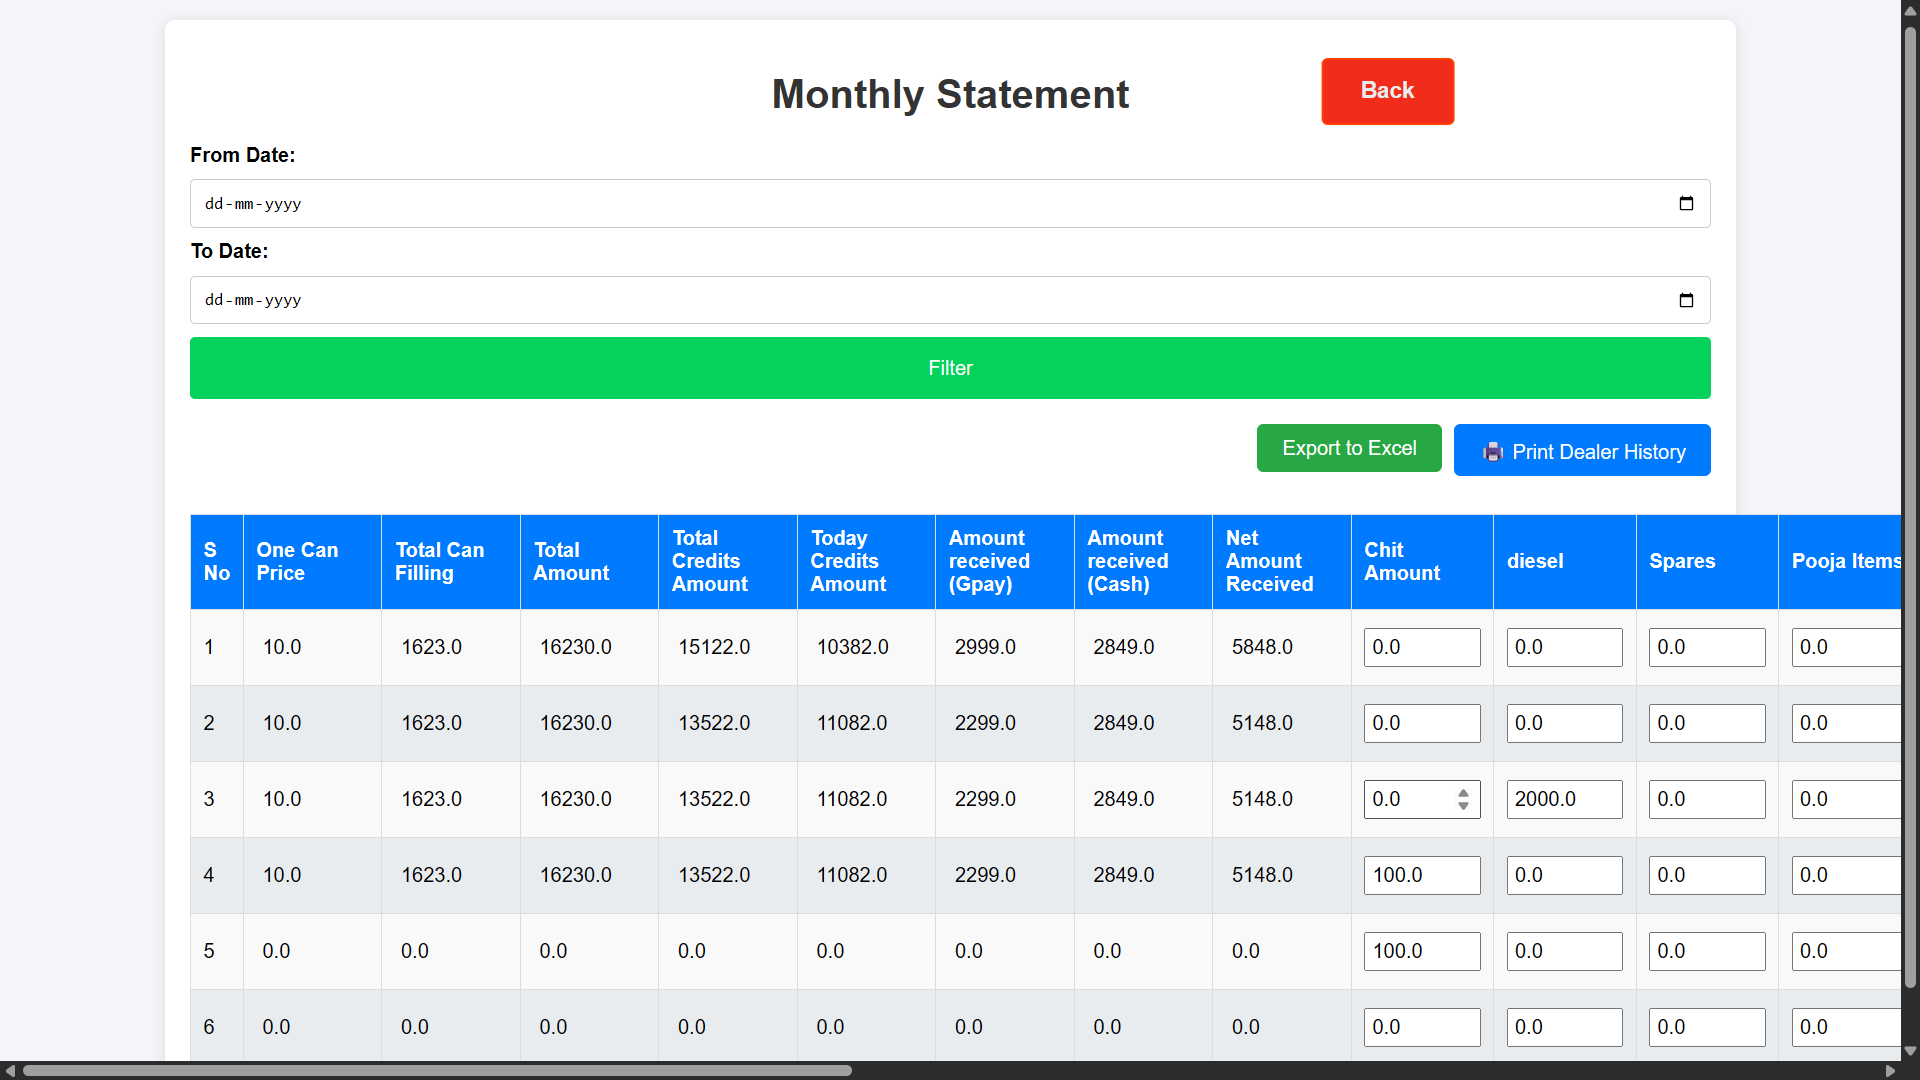 Monthly Statement
Back
From Date:
dd-mm-yyyy
To Date:
dd-mm-yyyy
Filter
Export to Excel
Print Dealer History
S No One Can Price Total Can Filling Total Amount Total Credits Amount Today Credits Amount Amount received (Gpay) Amount received (Cash) Net Amount Received Chit Amount diesel Spares Pooja Items
1 10.0 1623.0 16230.0 15122.0 10382.0 2999.0 2849.0 5848.0 0.0 0.0 0.0 0.0
2 10.0 1623.0 16230.0 13522.0 11082.0 2299.0 2849.0 5148.0 0.0 0.0 0.0 0.0
3 10.0 1623.0 16230.0 13522.0 11082.0 2299.0 2849.0 5148.0 0.0 2000.0 0.0 0.0
4 10.0 1623.0 16230.0 13522.0 11082.0 2299.0 2849.0 5148.0 100.0 0.0 0.0 0.0
5 0.0 0.0 0.0 0.0 0.0 0.0 0.0 0.0 100.0 0.0 0.0 0.0
6 0.0 0.0 0.0 0.0 0.0 0.0 0.0 0.0 0.0 0.0 0.0 0.0